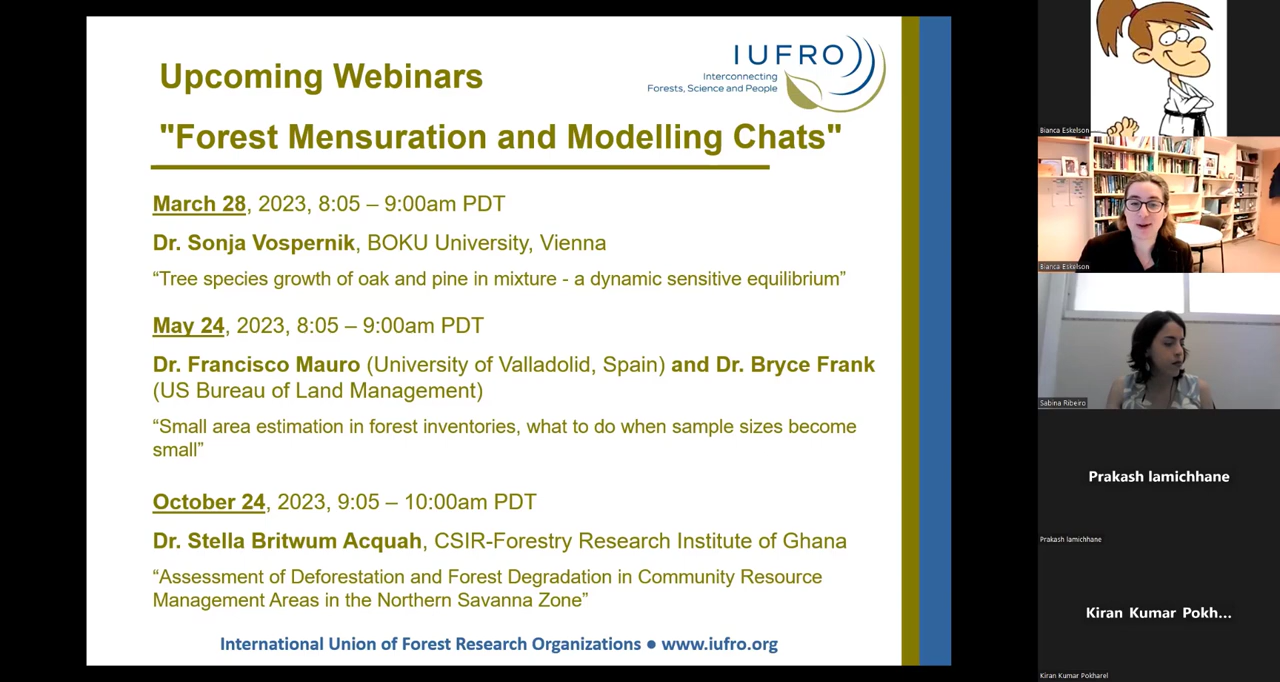 Upcoming Webinars
IUFRO
Interconnecting
Forests, Science and People
"Forest Mensuration and Modelling Chats"
March 28, 2023, 8:05 – 9:00am PDT
Dr. Sonja Vospernik, BOKU University, Vienna
“Tree species growth of oak and pine in mixture - a dynamic sensitive equilibrium”
May 24, 2023, 8:05 – 9:00am PDT
Dr. Francisco Mauro (University of Valladolid, Spain) and Dr. Bryce Frank
(US Bureau of Land Management)
“Small area estimation in forest inventories, what to do when sample sizes become
small”
October 24, 2023, 9:05 – 10:00am PDT
Dr. Stella Britwum Acquah, CSIR-Forestry Research Institute of Ghana
“Assessment of Deforestation and Forest Degradation in Community Resource
Management Areas in the Northern Savanna Zone”
International Union of Forest Research Organizations ● www.iufro.org
Bianca Eskelson
Bianca Eskelson
Sabina Ribeiro
Prakash lamichhane
Prakash lamichhane
Kiran Kumar Pokh...
Kiran Kumar Pokharel